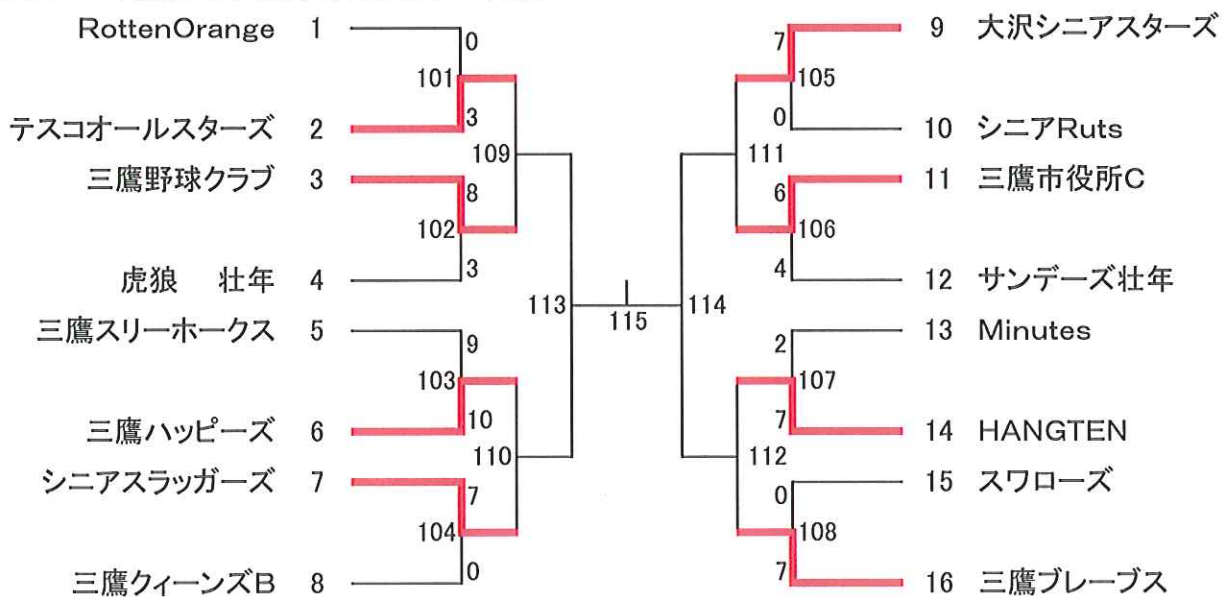 RottenOrange 1
0
101
3
テスコオールスターズ 2
109
三鷹野球クラブ 3
8
102
3
虎狼 壮年 4
113
三鷹スリーホークス 5
9
103
10
三鷹ハッピーズ 6
110
シニアスラッガーズ 7
7
104
0
三鷹クィーンズB 8
115
7
9 大沢シニアスターズ
105
0
10 シニアRuts
111
11 三鷹市役所C
6
106
4
12 サンデーズ壮年
114
13 Minutes
2
107
7
14 HANGTEN
112
15 スワローズ
0
108
7
16 三鷹ブレーブス